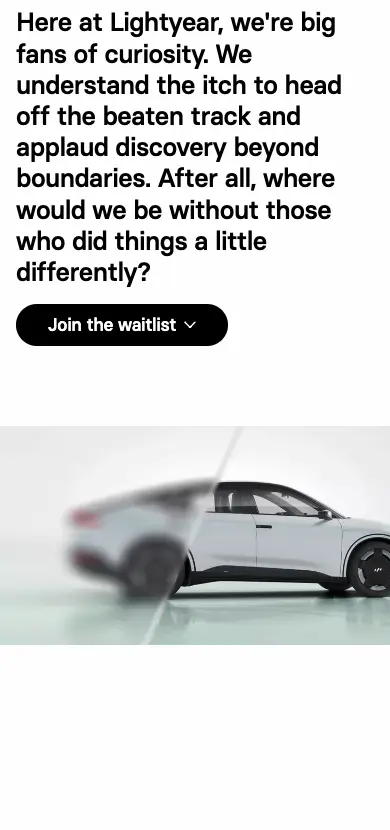 Here at Lightyear, we're big
fans of curiosity. We
understand the itch to head
off the beaten track and
applaud discovery beyond
boundaries. After all, where
would we be without those
who did things a little
differently?
Join the waitlist